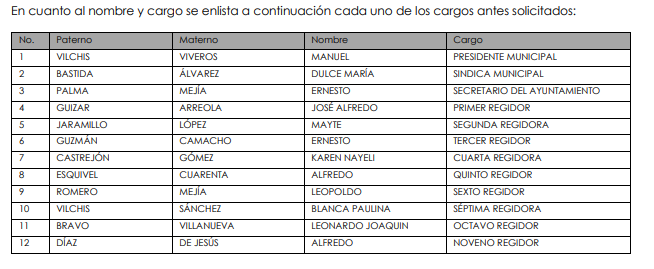 En cuanto al nombre y cargo se enlista a continuación cada uno de los cargos antes solicitados:
No. Paterno Materno Nombre Cargo
1 VILCHIS VIVEROS MANUEL PRESIDENTE MUNICIPAL
2 BASTIDA ÁLVAREZ DULCE MARÍA SINDICA MUNICIPAL
3 PALMA MEJÍA ERNESTO SECRETARIO DEL AYUNTAMIENTO
4 GUIZAR ARREOLA JOSÉ ALFREDO PRIMER REGIDOR
5 JARAMILLO LÓPEZ MAYTE SEGUNDA REGIDORA
6 GUZMÁN CAMACHO ERNESTO TERCER REGIDOR
7 CASTREJÓN GÓMEZ KAREN NAYELI CUARTA REGIDORA
8 ESQUIVEL CUARENTA ALFREDO QUINTO REGIDOR
9 ROMERO MEJÍA LEOPOLDO SEXTO REGIDOR
10 VILCHIS SÁNCHEZ BLANCA PAULINA SÉPTIMA REGIDORA
11 BRAVO VILLANUEVA LEONARDO JOAQUIN OCTAVO REGIDOR
12 DÍAZ DE JESÚS ALFREDO NOVENO REGIDOR